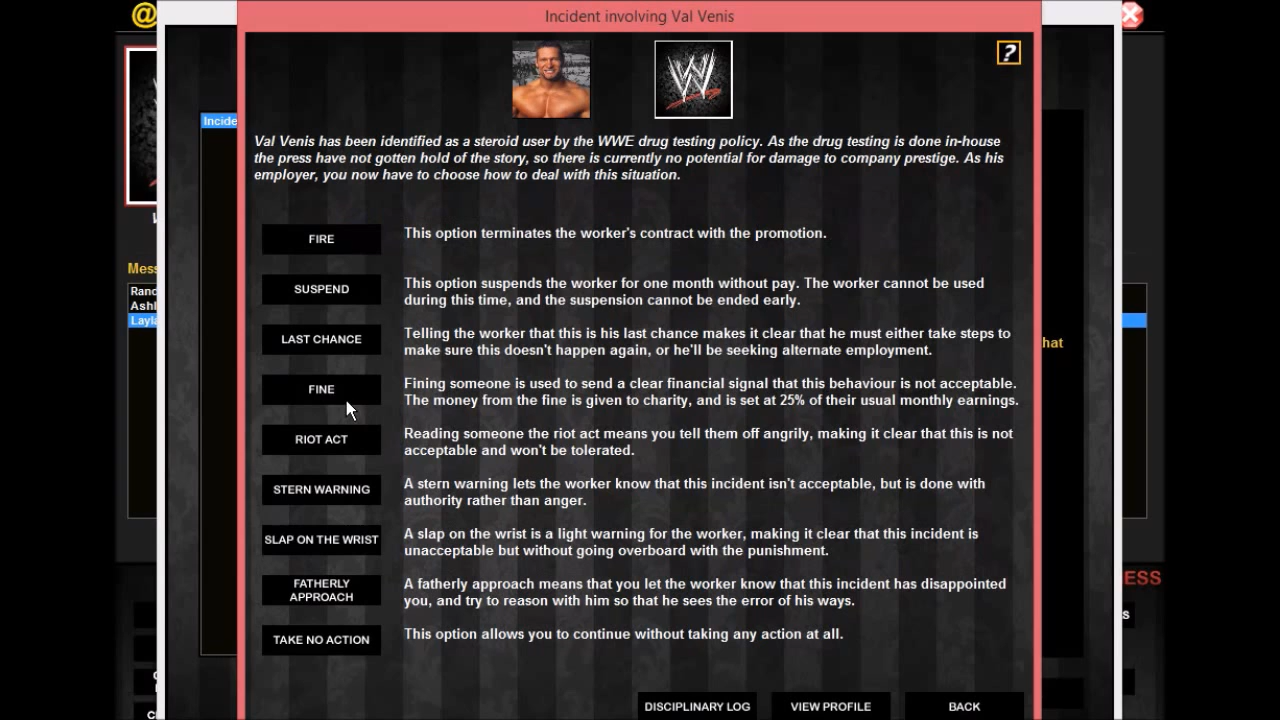 Incident involving Val Venis
@
?
Val Venis has been identified as a steroid user by the WWE drug testing policy. As the drug testing is done in-house
the press have not gotten hold of the story, so there is currently no potential for damage to company prestige. As his
employer, you now have to choose how to deal with this situation.
Incide
Mess
Rand
Ashl
Layla
hat
FIRE
This option terminates the worker's contract with the promotion.
SUSPEND
This option suspends the worker for one month without pay. The worker cannot be used
during this time, and the suspension cannot be ended early.
LAST CHANCE
Telling the worker that this is his last chance makes it clear that he must either take steps to
make sure this doesn't happen again, or he'll be seeking alternate employment.
FINE
Fining someone is used to send a clear financial signal that this behaviour is not acceptable.
The money from the fine is given to charity, and is set at 25% of their usual monthly earnings.
RIOT ACT
Reading someone the riot act means you tell them off angrily, making it clear that this is not
acceptable and won't be tolerated.
STERN WARNING
A stern warning lets the worker know that this incident isn't acceptable, but is done with
authority rather than anger.
SLAP ON THE WRIST
A slap on the wrist is a light warning for the worker, making it clear that this incident is
unacceptable but without going overboard with the punishment.
FATHERLY
APPROACH
A fatherly approach means that you let the worker know that this incident has disappointed
you, and try to reason with him so that he sees the error of his ways.
TAKE NO ACTION
This option allows you to continue without taking any action at all.
ESS
DISCIPLINARY LOG
VIEW PROFILE
BACK